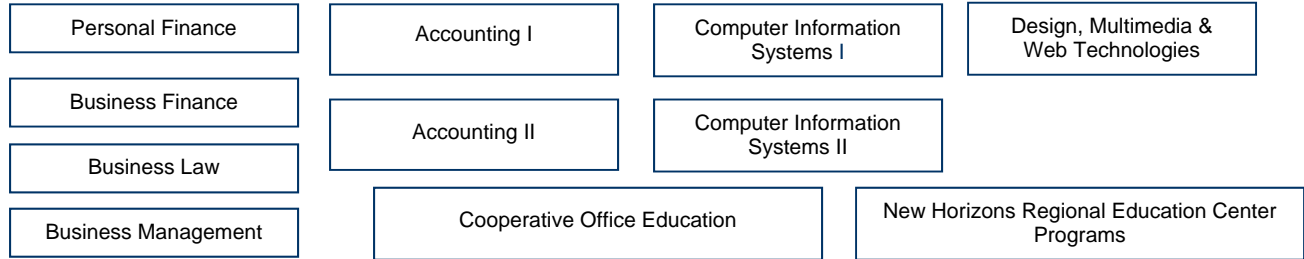 Personal Finance
Accounting I
Computer Information
Systems I
Design, Multimedia &
Web Technologies
Business Finance
Accounting II
Computer Information
Systems II
Business Law
Business Management
Cooperative Office Education
New Horizons Regional Education Center
Programs